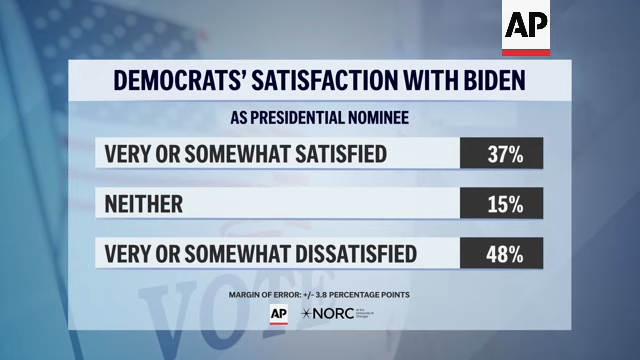 AP
DEMOCRATS' SATISFACTION WITH BIDEN
AS PRESIDENTIAL NOMINEE
VERY OR SOMEWHAT SATISFIED 37%
NEITHER 15%
VERY OR SOMEWHAT DISSATISFIED 48%
MARGIN OF ERROR: +/- 3.8 PERCENTAGE POINTS
AP NORC
VOTE